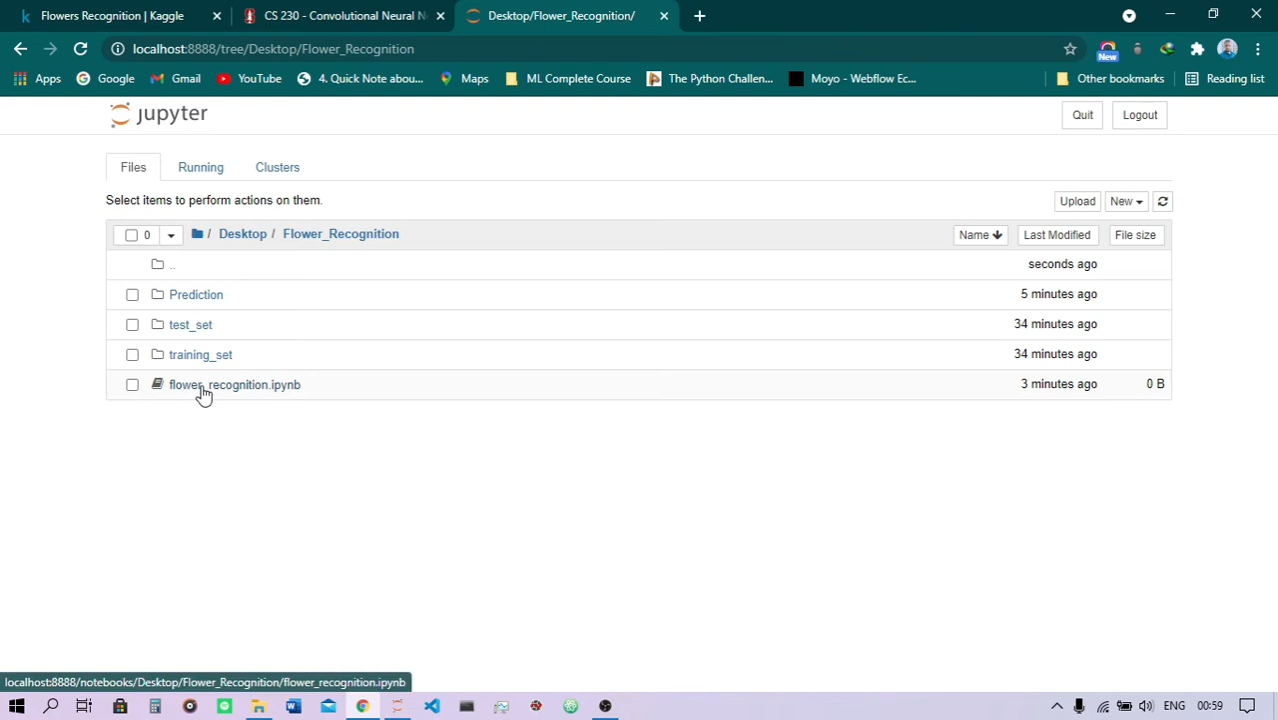 Flowers Recognition | Kaggle
CS 230 - Convolutional Neural N
Desktop/Flower_Recognition/
localhost:8888/tree/Desktop/Flower_Recognition
New
Apps
Google
Gmail
YouTube
4. Quick Note abou...
Maps
ML Complete Course
The Python Challen...
Moyo - Webflow Ec...
Other bookmarks
Reading list
jupyter
Quit
Logout
Files
Running
Clusters
Select items to perform actions on them.
Upload
New
0
/ Desktop / Flower_Recognition
Name
Last Modified
File size
..
seconds ago
Prediction
5 minutes ago
test_set
34 minutes ago
training_set
34 minutes ago
flower_recognition.ipynb
3 minutes ago
0 B
localhost:8888/notebooks/Desktop/Flower_Recognition/flower_recognition.ipynb
ENG
00:59